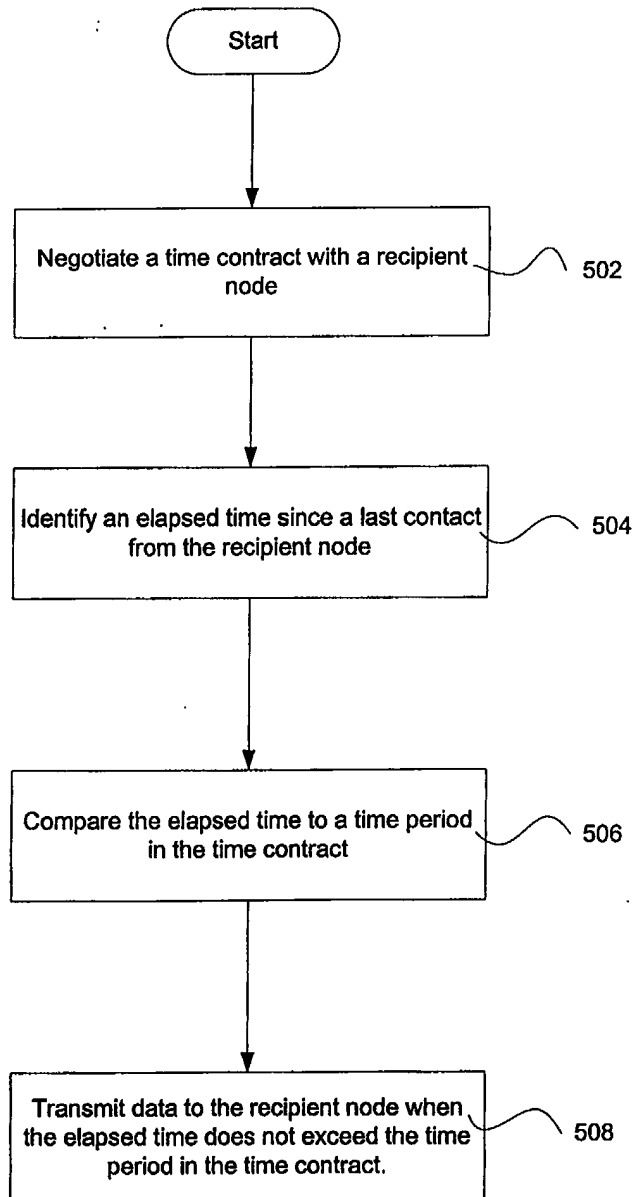 Start
Negotiate a time contract with a recipient
node
502
Identify an elapsed time since a last contact
from the recipient node
504
Compare the elapsed time to a time period
in the time contract
506
Transmit data to the recipient node when
the elapsed time does not exceed the time
period in the time contract.
508